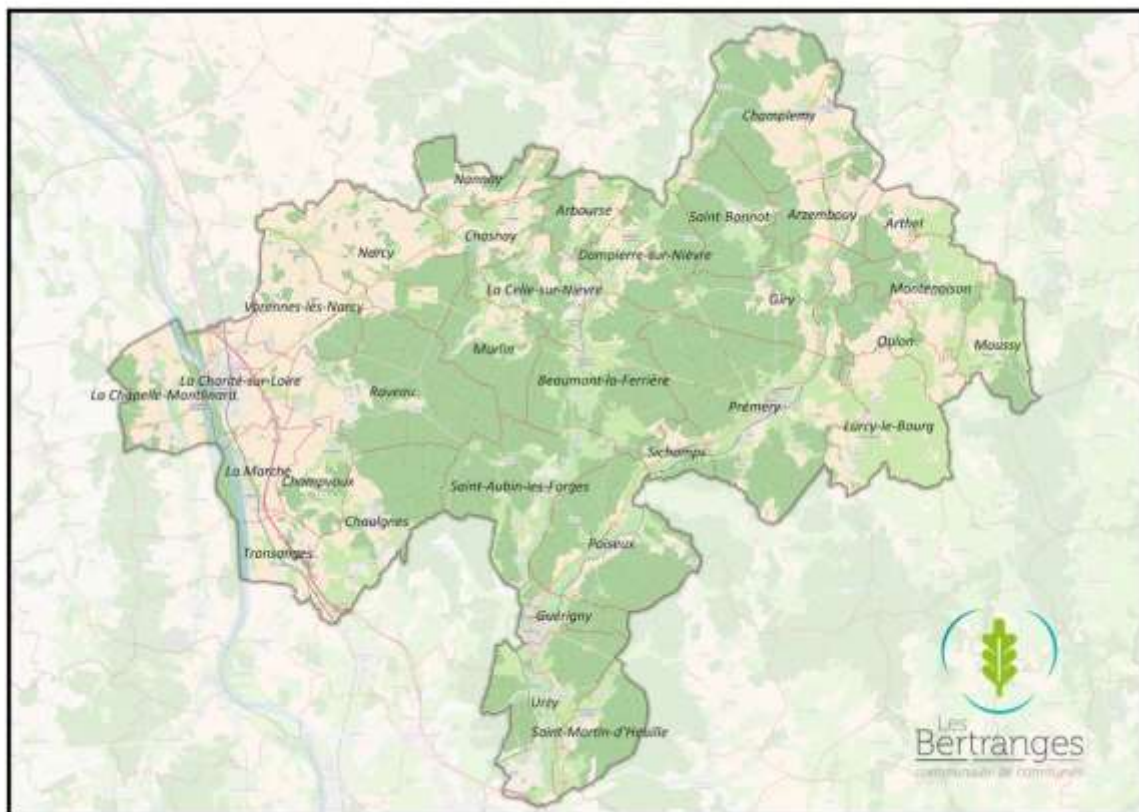 Champlemy
Nannay
Arbourse
Saint-Bonnot
Arzembouy
Arthel
Chasnay
Narcy
Dampierre-sur-Nièvre
La Celle-sur-Nièvre
Montenoison
Giry
Varennes-lès-Narcy
Oulon
Moussy
Murlin
La Charité-sur-Loire
Beaumont-la-Ferrière
La Chapelle-Montlinard
Raveau
Prémery
Lurcy-le-Bourg
Sichamps
La Marche
Champvoux
Saint-Aubin-les-Forges
Chaulgnes
Poiseux
Tronsanges
Guérigny
Urzy
Saint-Martin-d'Heuille
Les
Bertranges
communauté de communes